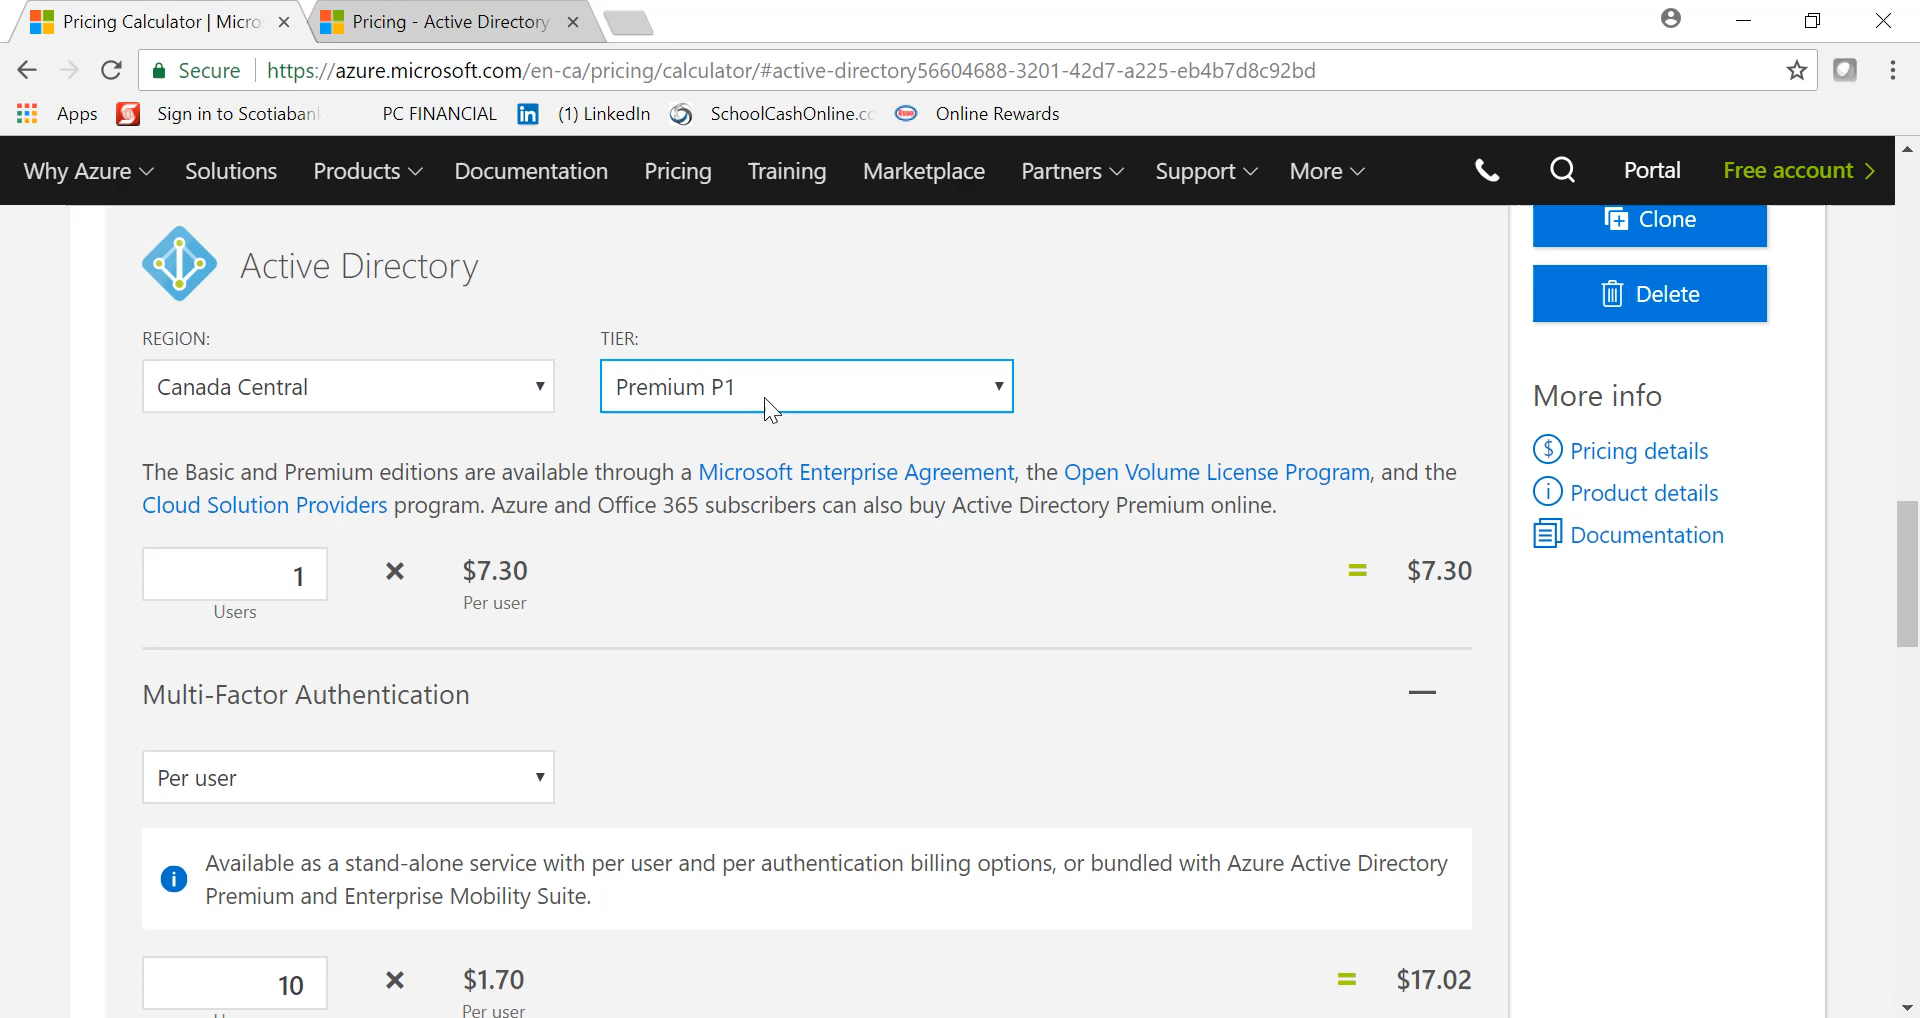 Pricing Calculator | Micro
Pricing - Active Directory
Secure https://azure.microsoft.com/en-ca/pricing/calculator/#active-directory56604688-3201-42d7-a225-eb4b7d8c92bd
Apps Sign in to Scotiaban PC FINANCIAL (1) LinkedIn SchoolCashOnline.co Online Rewards
Why Azure Solutions Products Documentation Pricing Training Marketplace Partners Support More Portal Free account >
Clone
Active Directory
Delete
REGION: TIER:
Canada Central Premium P1
More info
The Basic and Premium editions are available through a Microsoft Enterprise Agreement, the Open Volume License Program, and the
Cloud Solution Providers program. Azure and Office 365 subscribers can also buy Active Directory Premium online.
Pricing details
Product details
Documentation
1 × $7.30 = $7.30
Users Per user
Multi-Factor Authentication
Per user
Available as a stand-alone service with per user and per authentication billing options, or bundled with Azure Active Directory
Premium and Enterprise Mobility Suite.
10 × $1.70 = $17.02
Per user